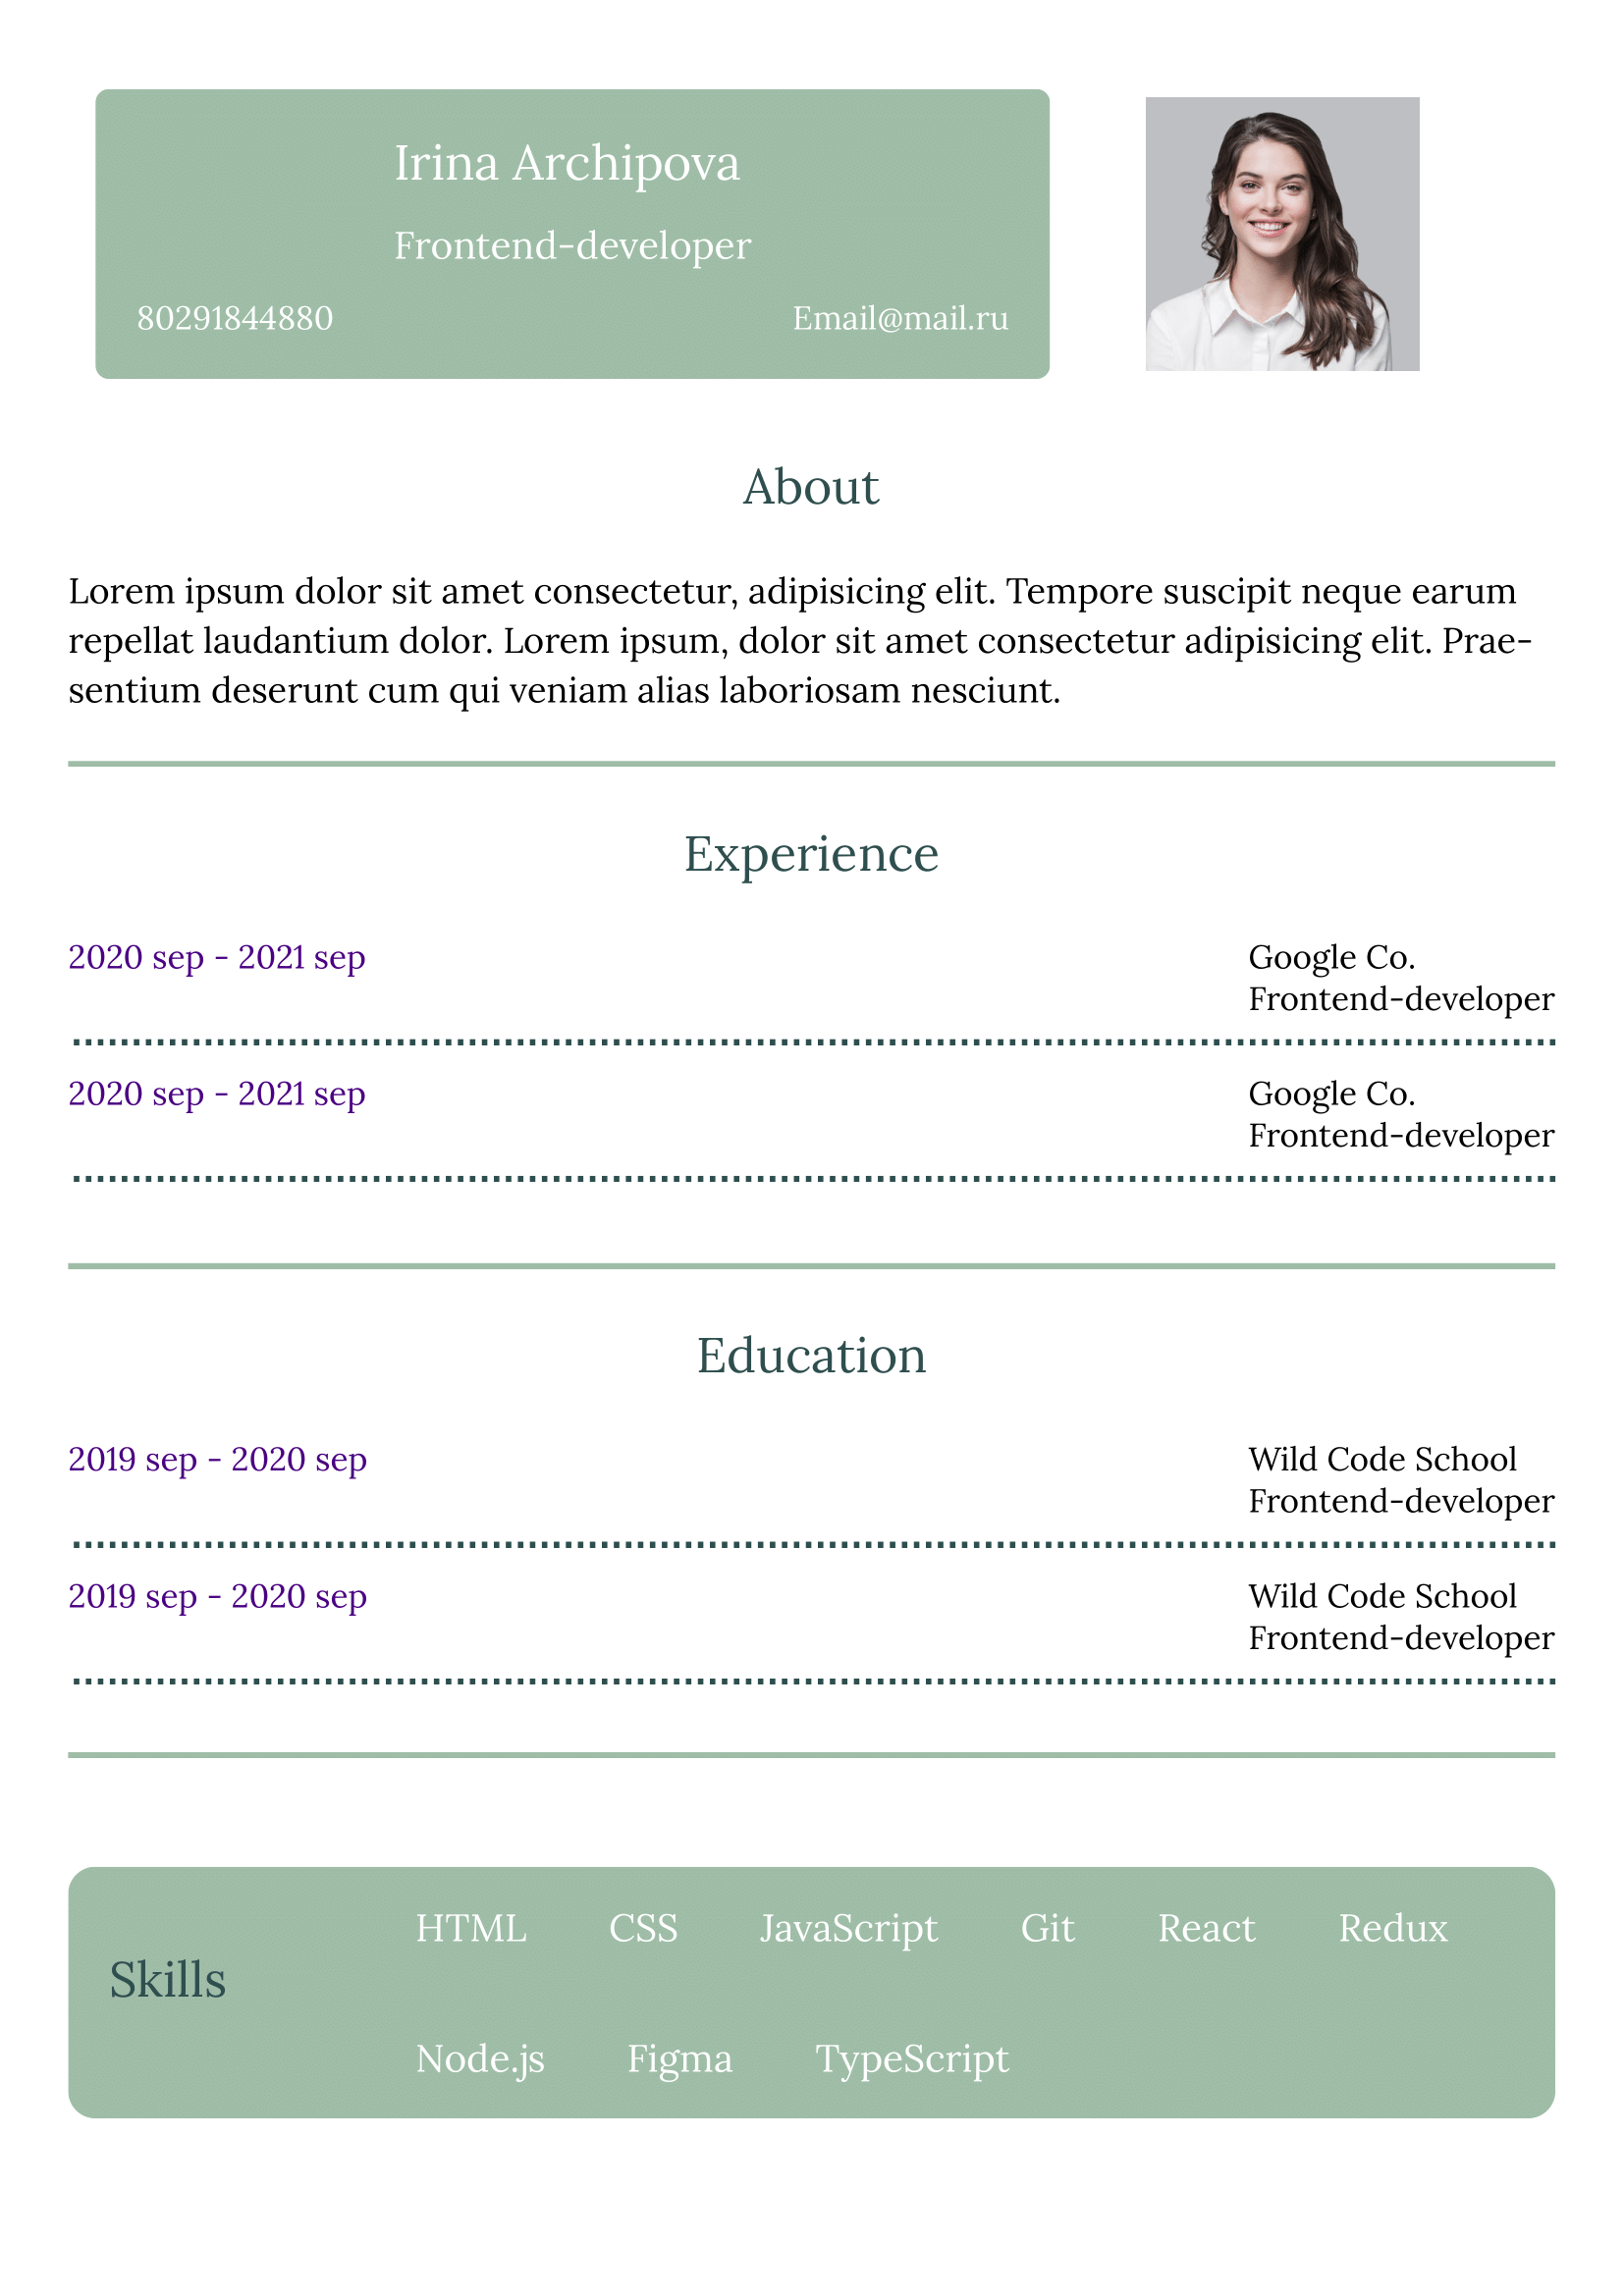 Irina Archipova
Frontend-developer
80291844880 Email@mail.ru
About
Lorem ipsum dolor sit amet consectetur, adipisicing elit. Tempore suscipit neque earum
repellat laudantium dolor. Lorem ipsum, dolor sit amet consectetur adipisicing elit. Prae-
sentium deserunt cum qui veniam alias laboriosam nesciunt.
Experience
2020 sep - 2021 sep Google Co.
Frontend-developer
2020 sep - 2021 sep Google Co.
Frontend-developer
Education
2019 sep - 2020 sep Wild Code School
Frontend-developer
2019 sep - 2020 sep Wild Code School
Frontend-developer
Skills
HTML CSS JavaScript Git React Redux
Node.js Figma TypeScript